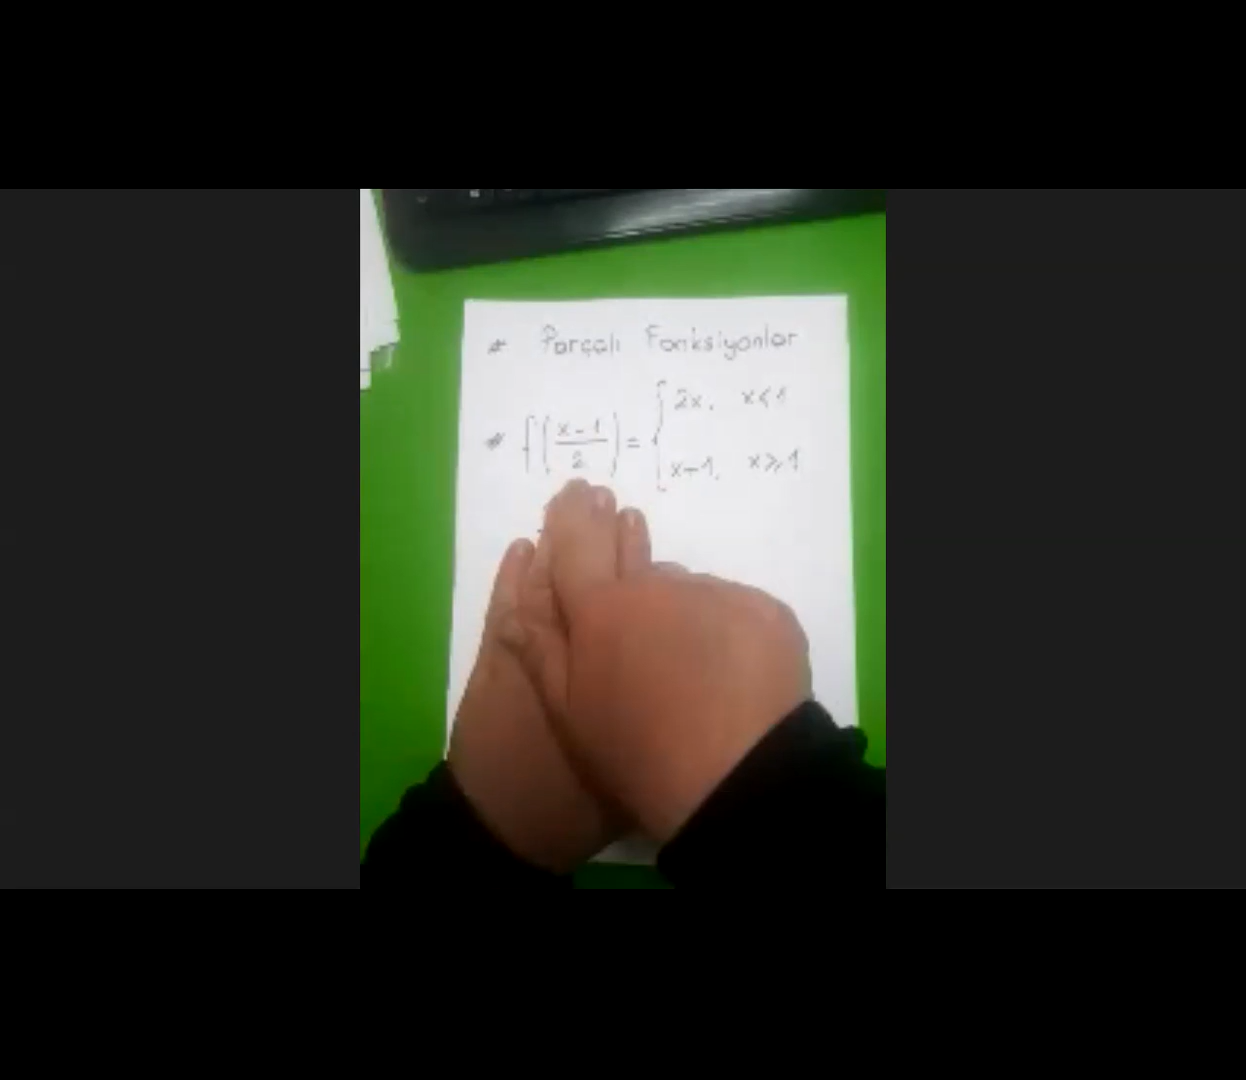 * Parçalı Fonksiyonlar
* f((x-1)/2) = { 2x, x<1
x+1, x⩾1